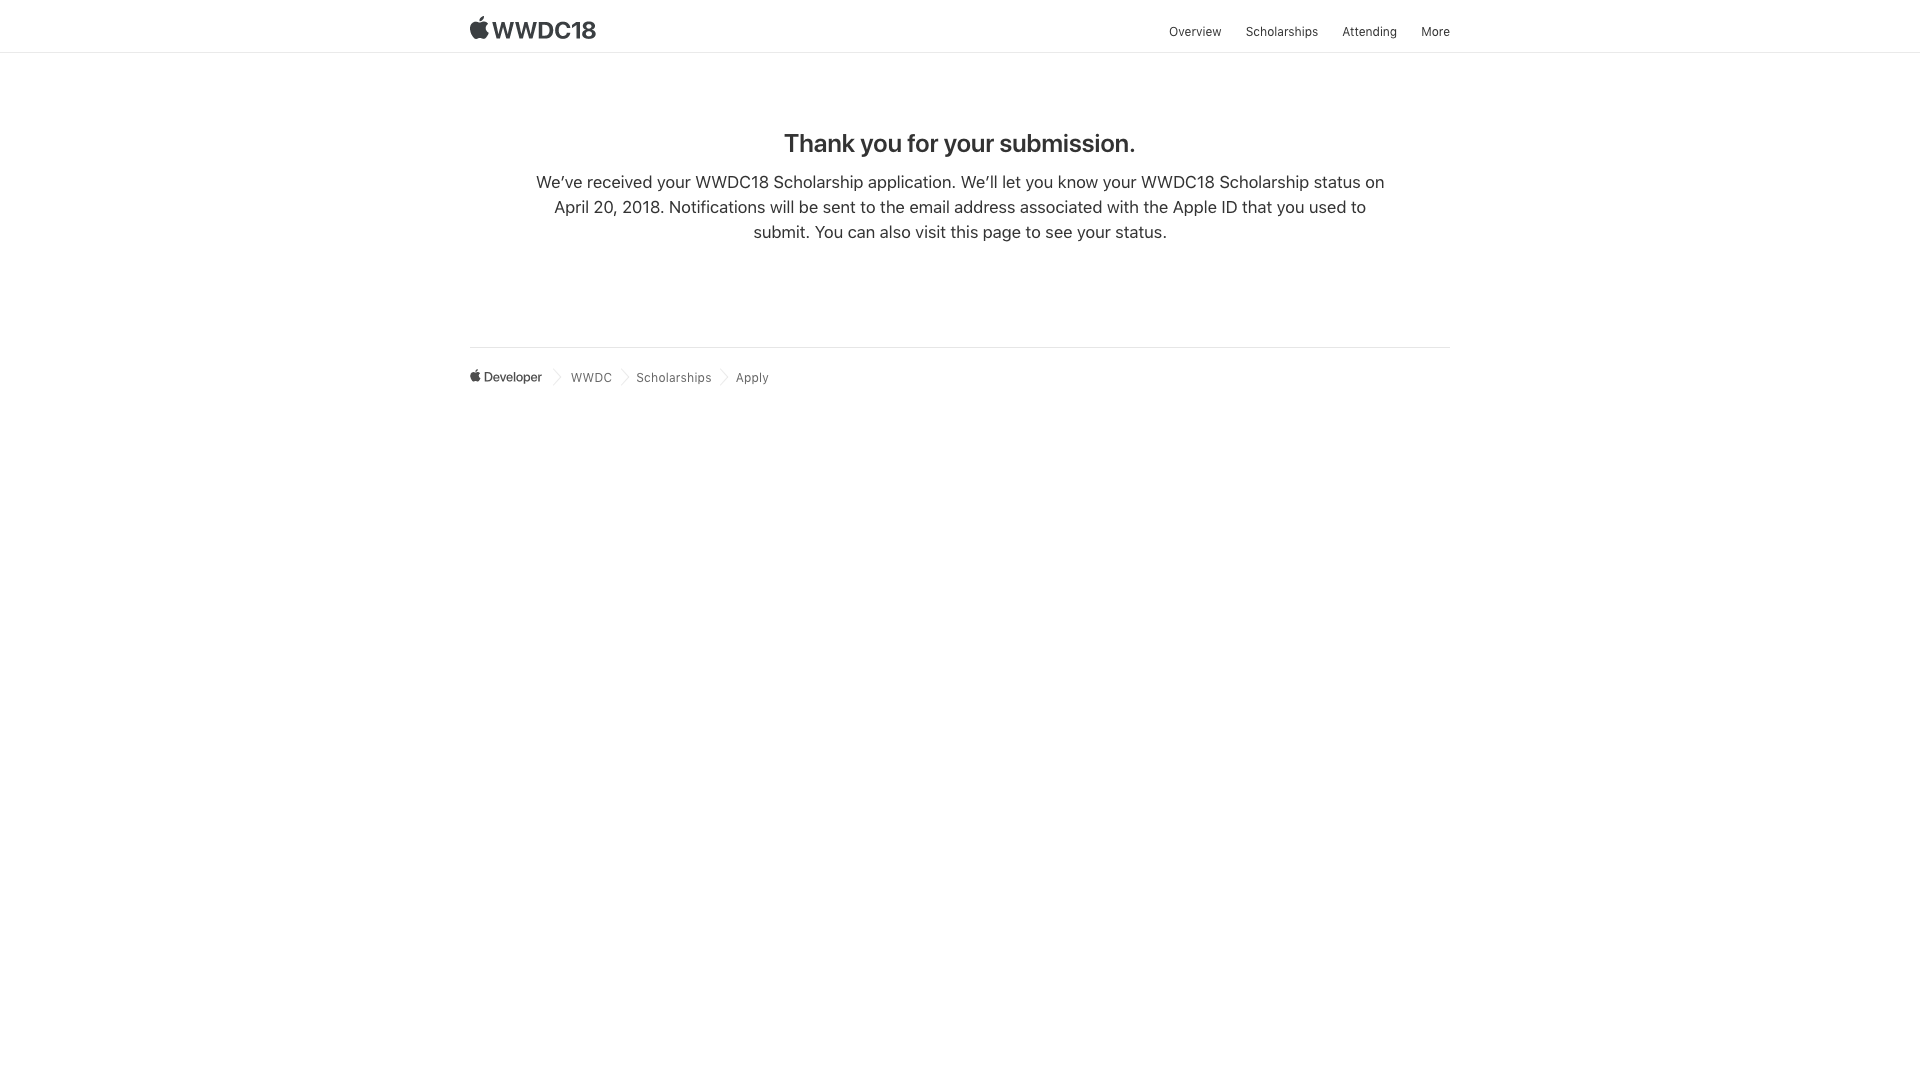 WWDC18
Overview Scholarships Attending More
Thank you for your submission.
We’ve received your WWDC18 Scholarship application. We’ll let you know your WWDC18 Scholarship status on
April 20, 2018. Notifications will be sent to the email address associated with the Apple ID that you used to
submit. You can also visit this page to see your status.
Developer WWDC Scholarships Apply